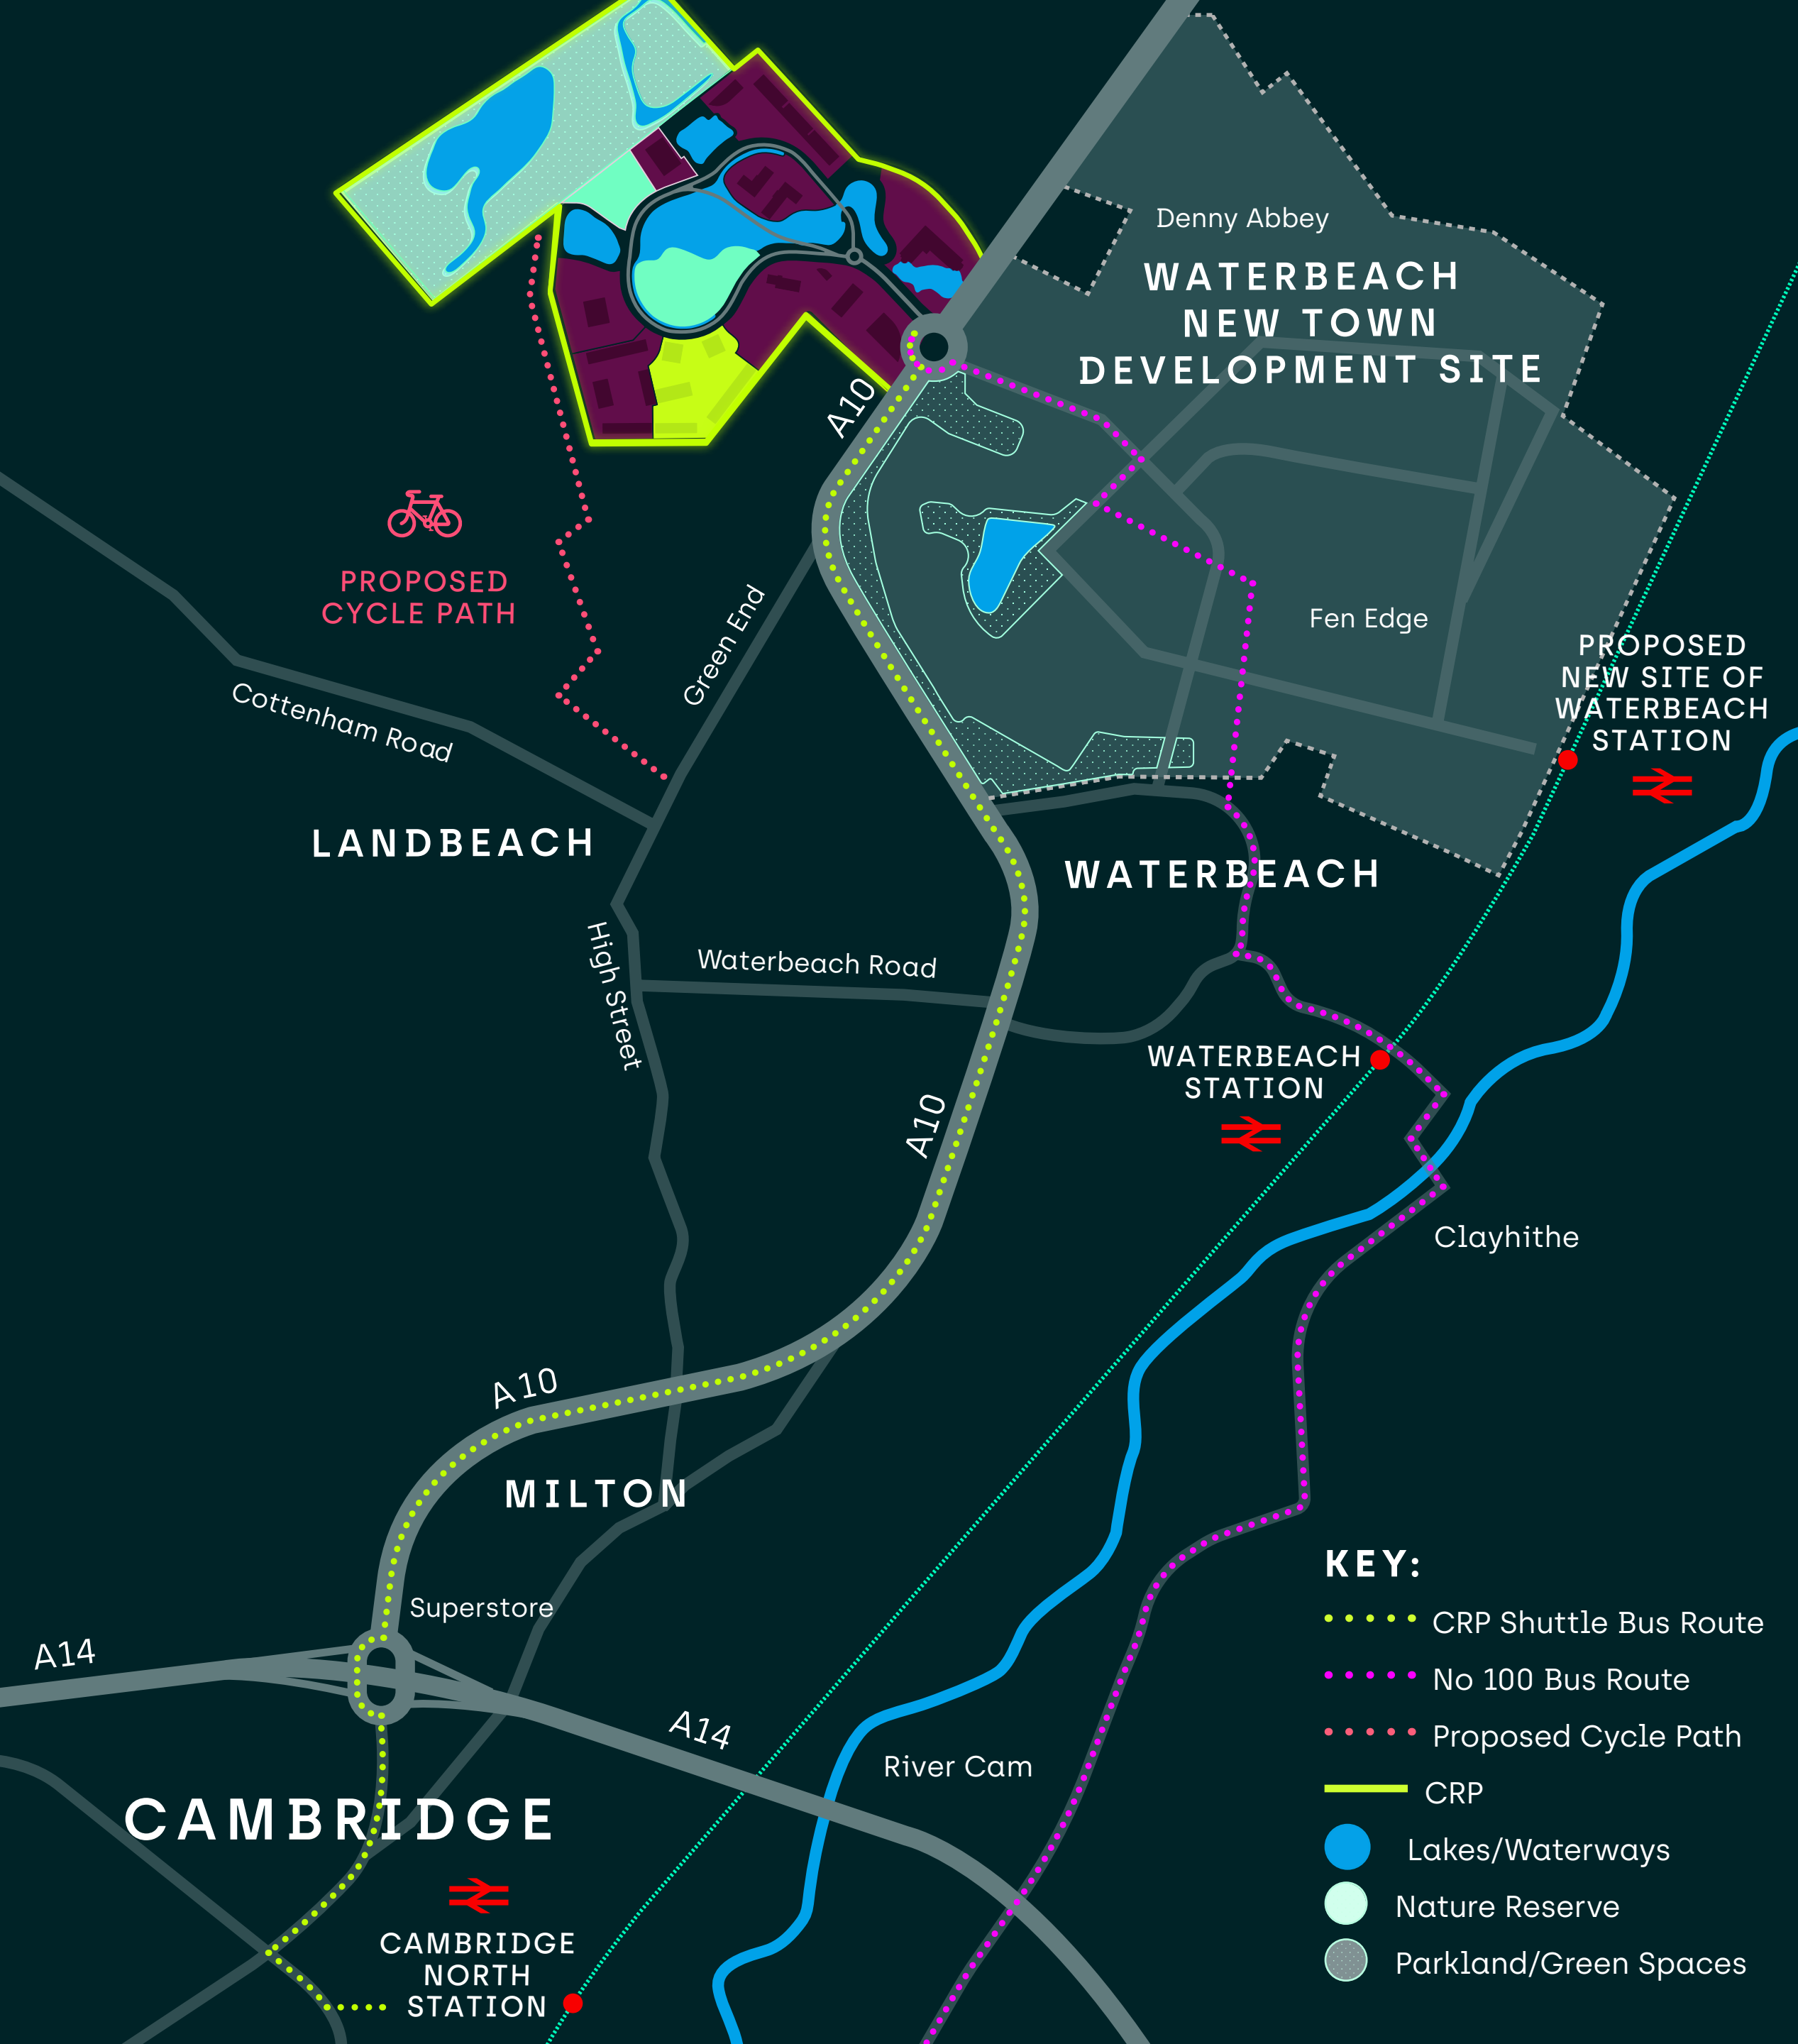 Denny Abbey
WATERBEACH
NEW TOWN
DEVELOPMENT SITE
A10
PROPOSED
CYCLE PATH
Green End
Fen Edge
PROPOSED
NEW SITE OF
WATERBEACH
STATION
Cottenham Road
LANDBEACH
WATERBEACH
High Street
Waterbeach Road
WATERBEACH
STATION
A10
Clayhithe
A10
MILTON
Superstore
A14
A14
River Cam
CAMBRIDGE
CAMBRIDGE
NORTH
STATION
KEY:
CRP Shuttle Bus Route
No 100 Bus Route
Proposed Cycle Path
CRP
Lakes/Waterways
Nature Reserve
Parkland/Green Spaces